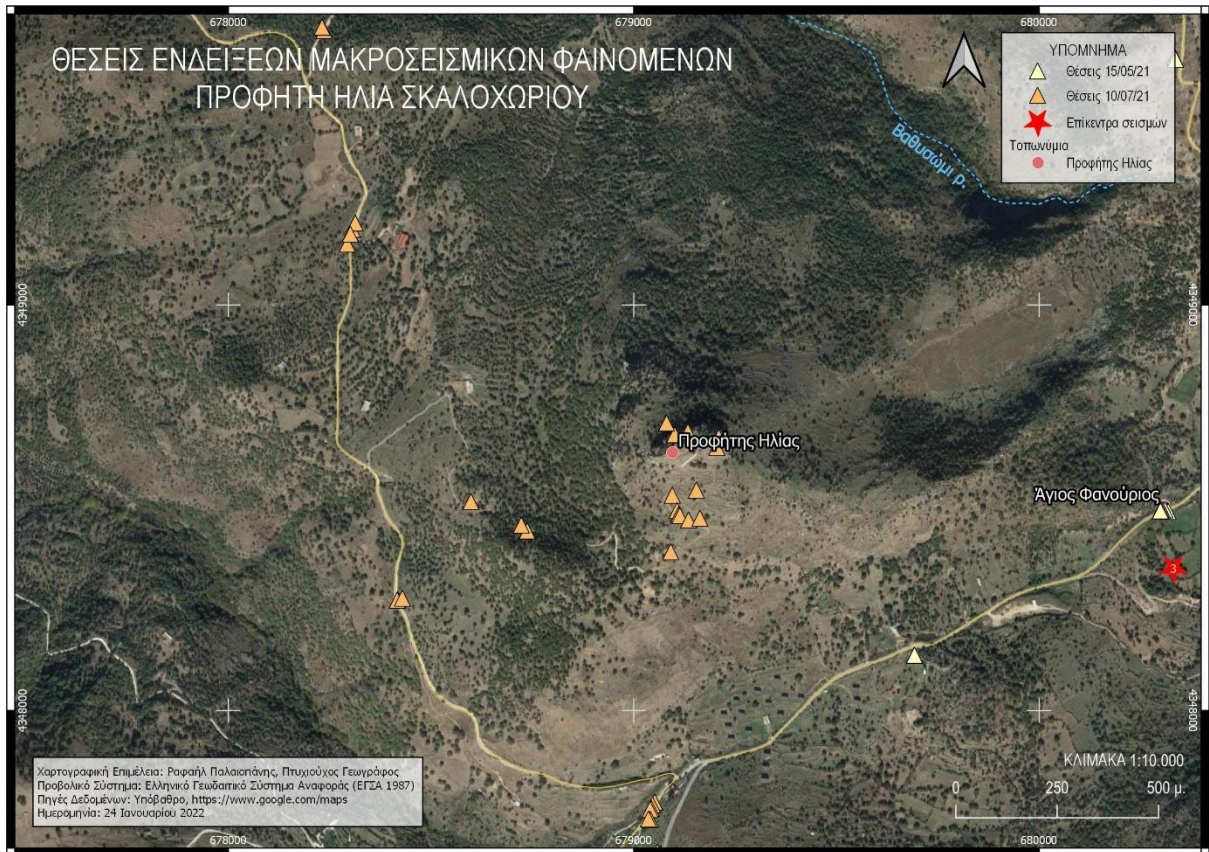 678000
679000
680000
ΘΕΣΕΙΣ ΕΝΔΕΙΞΕΩΝ ΜΑΚΡΟΣΕΙΣΜΙΚΩΝ ΦΑΙΝΟΜΕΝΩΝ
ΠΡΟΦΗΤΗ ΗΛΙΑ ΣΚΑΛΟΧΩΡΙΟΥ
ΥΠΟΜΝΗΜΑ
Θέσεις 15/05/21
Θέσεις 10/07/21
Επίκεντρα σεισμών
Τοπωνύμια
Προφήτης Ηλίας
Βαθυσώμι ρ.
4349000
4349000
Προφήτης Ηλίας
Άγιος Φανούριος
3
4348000
4348000
Χαρτογραφική Επιμέλεια: Ραφαήλ Παλαιοπάνης, Πτυχιούχος Γεωγράφος
Προβολικό Σύστημα: Ελληνικό Γεωδαιτικό Σύστημα Αναφοράς (ΕΓΣΑ 1987)
Πηγές Δεδομένων: Υπόβαθρο, https://www.google.com/maps
Ημερομηνία: 24 Ιανουαρίου 2022
ΚΛΙΜΑΚΑ 1:10.000
0 250 500 μ.
678000
679000
680000